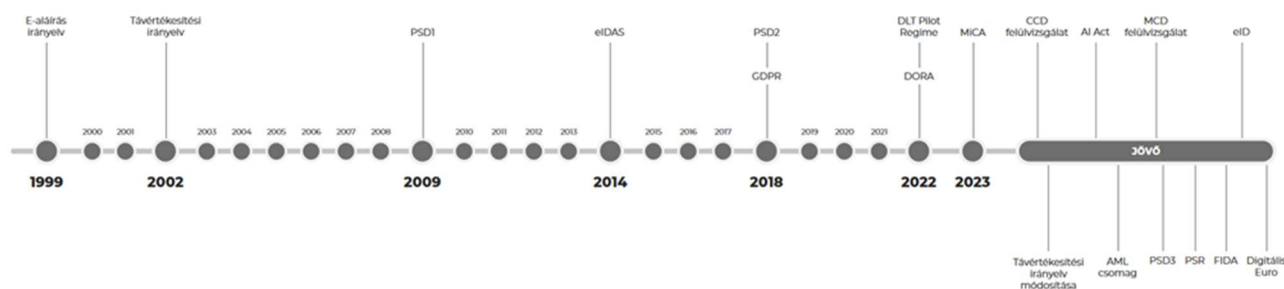 E-aláírás
irányelv
Távértékesítési
irányelv
PSD1
eIDAS
PSD2
GDPR
DLT Pilot
Regime
DORA
MiCA
CCD
felülvizsgálat
AI Act
MCD
felülvizsgálat
eID
2000
2001
2003
2004
2005
2006
2007
2008
2010
2011
2012
2013
2015
2016
2017
2019
2020
2021
JÖVŐ
1999
2002
2009
2014
2018
2022
2023
Távértékesítési
irányelv
módosítása
AML
csomag
PSD3
PSR
FIDA
Digitális
Euro